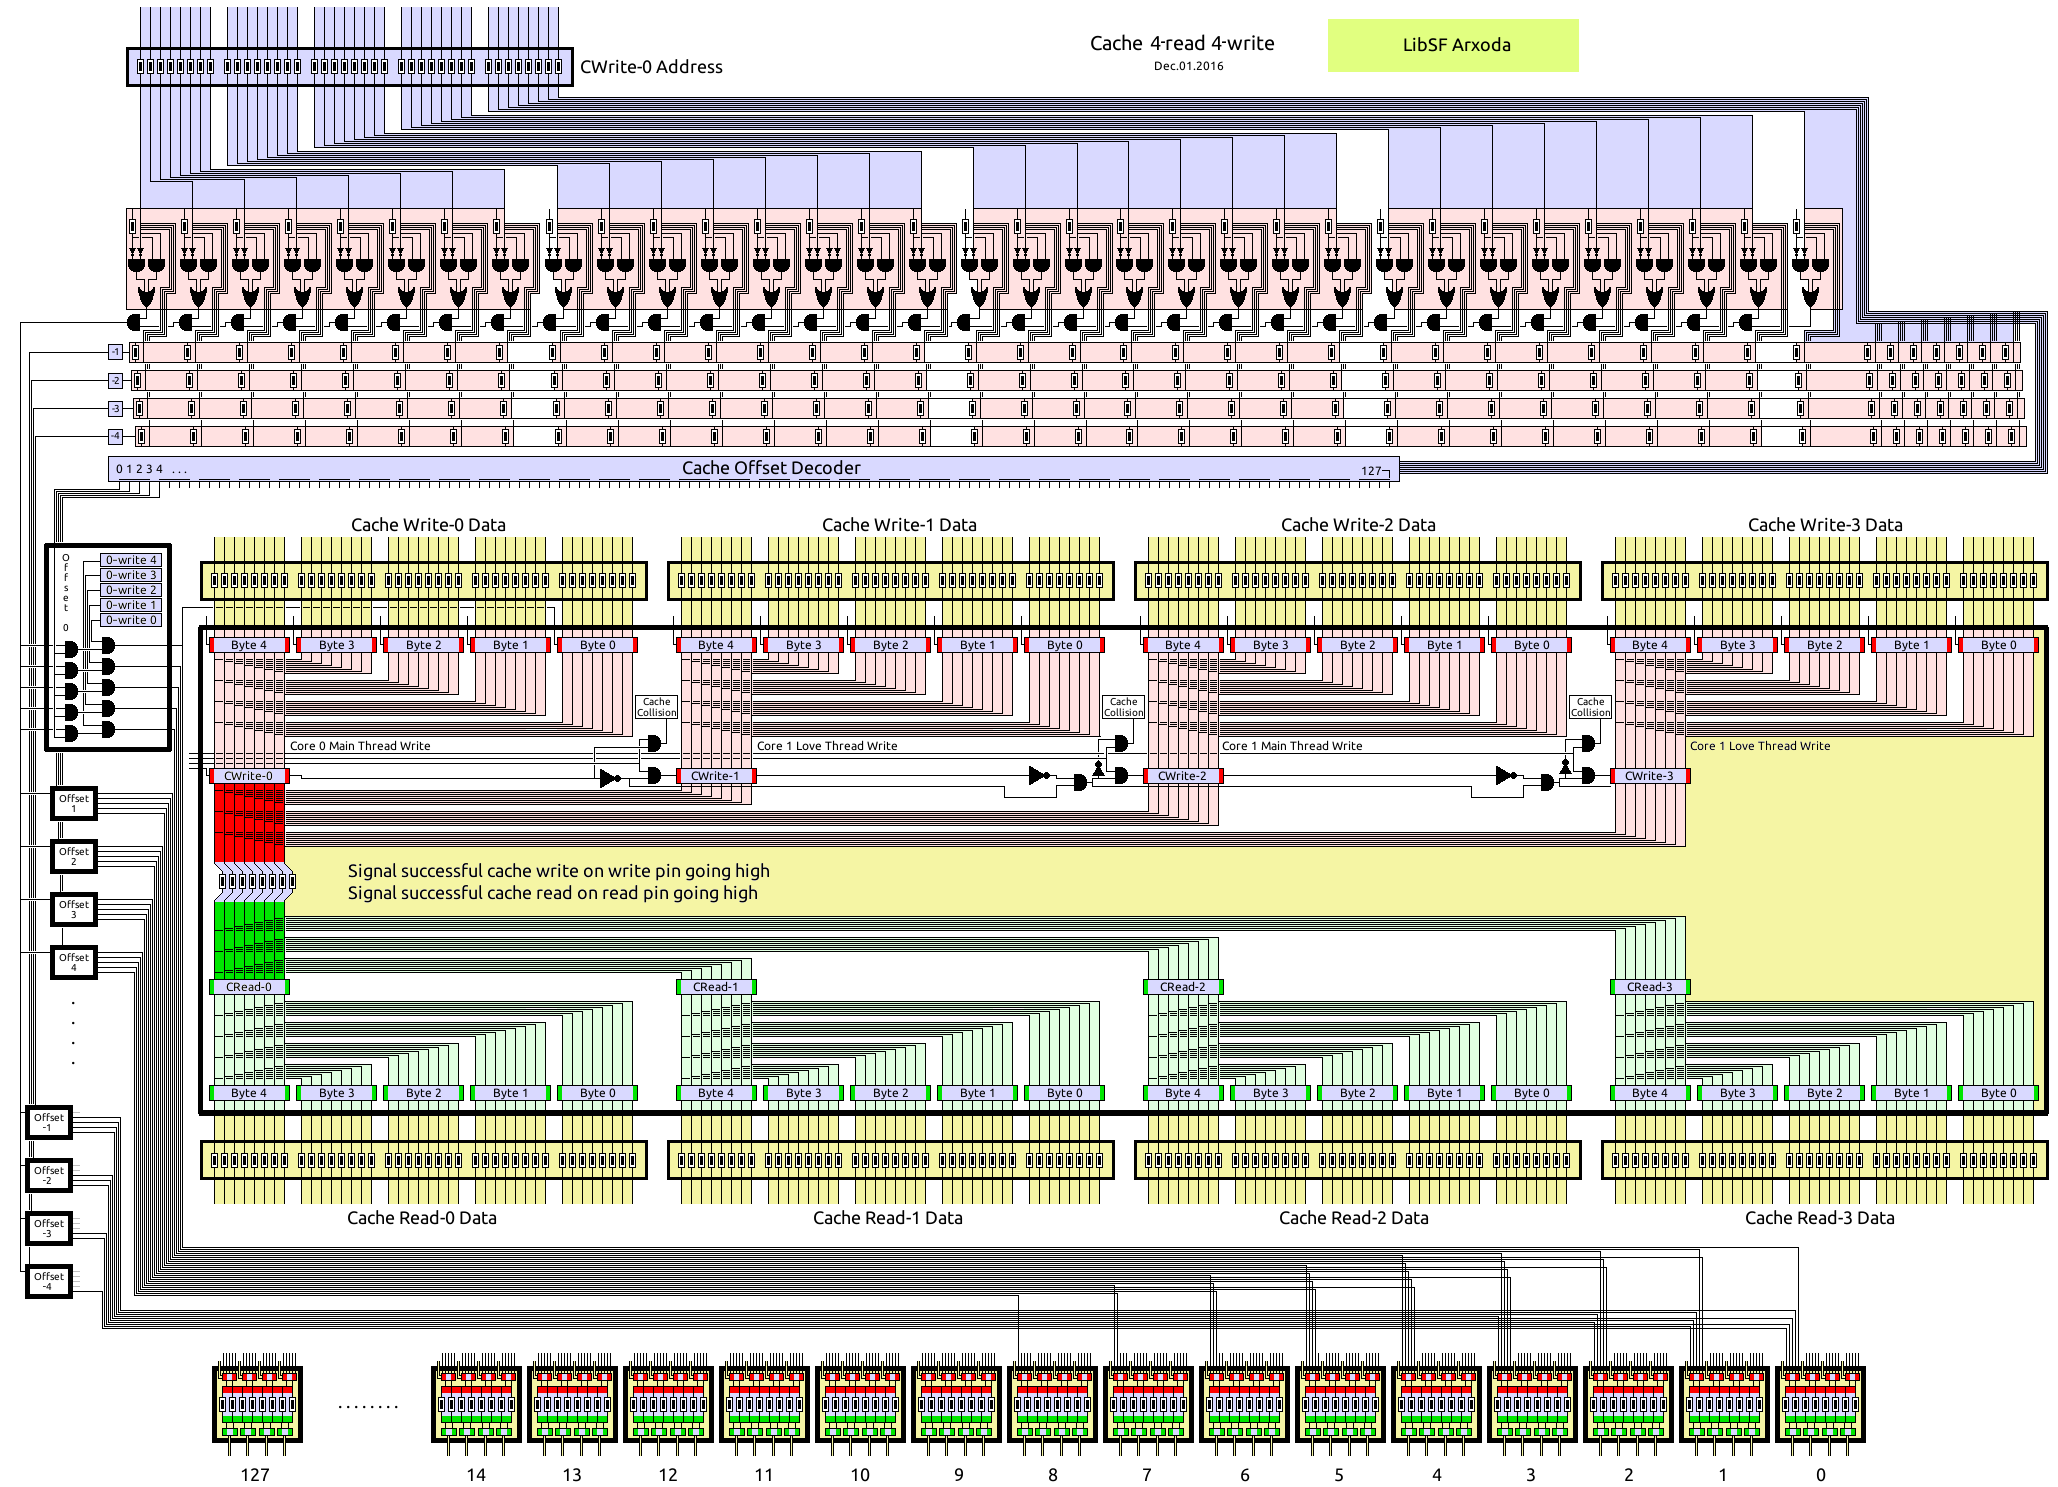 Cache 4-read 4-write
Dec.01.2016
LibSF Arxoda
CWrite-0 Address
-1
-2
-3
-4
0 1 2 3 4 ...
Cache Offset Decoder
127
Cache Write-0 Data
Cache Write-1 Data
Cache Write-2 Data
Cache Write-3 Data
Offset 0
0-write 4
0-write 3
0-write 2
0-write 1
0-write 0
Byte 4 Byte 3 Byte 2 Byte 1 Byte 0
Byte 4 Byte 3 Byte 2 Byte 1 Byte 0
Byte 4 Byte 3 Byte 2 Byte 1 Byte 0
Byte 4 Byte 3 Byte 2 Byte 1 Byte 0
Cache
Collision
Cache
Collision
Cache
Collision
Core 0 Main Thread Write
Core 1 Love Thread Write
Core 1 Main Thread Write
Core 1 Love Thread Write
CWrite-0
CWrite-1
CWrite-2
CWrite-3
Offset
1
Offset
2
Offset
3
Offset
4
Signal successful cache write on write pin going high
Signal successful cache read on read pin going high
CRead-0
CRead-1
CRead-2
CRead-3
Byte 4 Byte 3 Byte 2 Byte 1 Byte 0
Byte 4 Byte 3 Byte 2 Byte 1 Byte 0
Byte 4 Byte 3 Byte 2 Byte 1 Byte 0
Byte 4 Byte 3 Byte 2 Byte 1 Byte 0
Offset
-1
Offset
-2
Offset
-3
Offset
-4
Cache Read-0 Data
Cache Read-1 Data
Cache Read-2 Data
Cache Read-3 Data
........
127 14 13 12 11 10 9 8 7 6 5 4 3 2 1 0